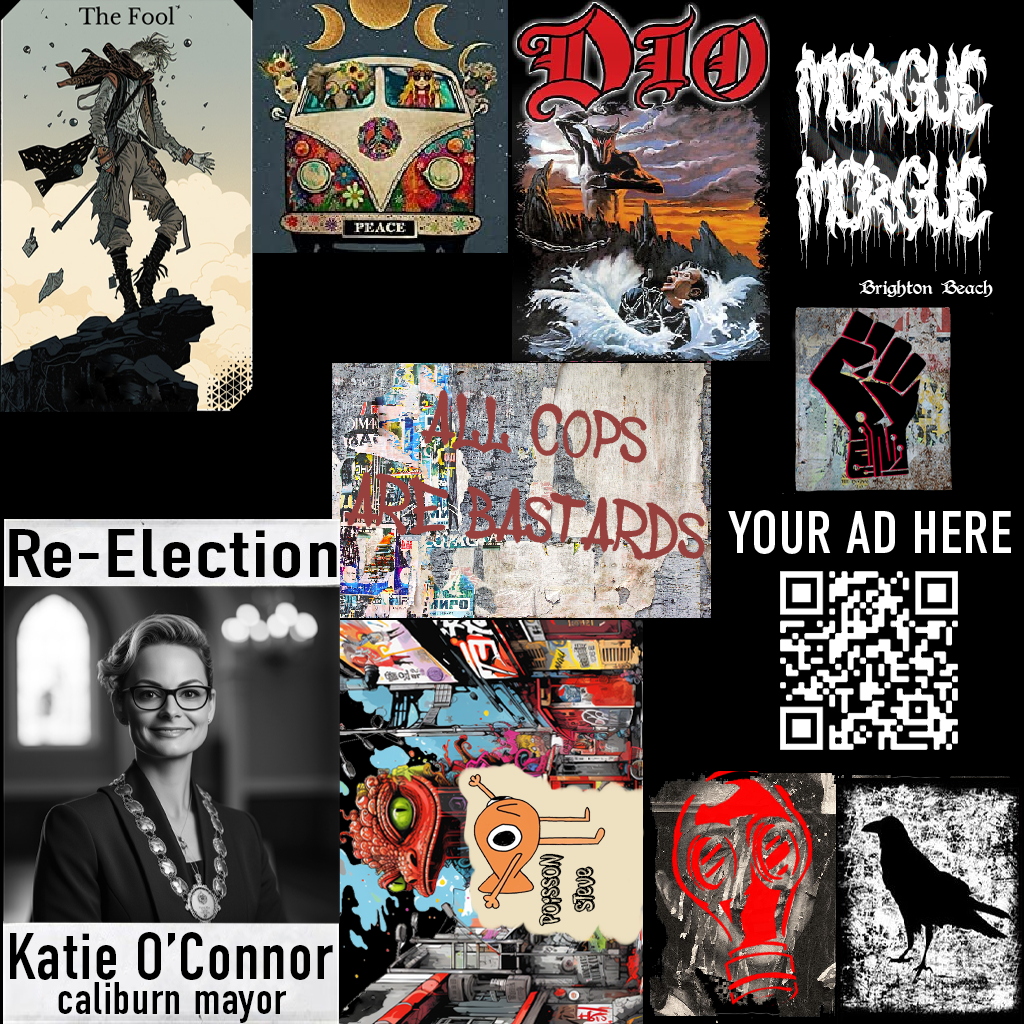 The Fool
PEACE
DIO
MORGUE
MORGUE
Brighton Beach
ALL COPS
ARE BASTARDS
Re-Election
YOUR AD HERE
Steve
Poisson
Katie O'Connor
caliburn mayor